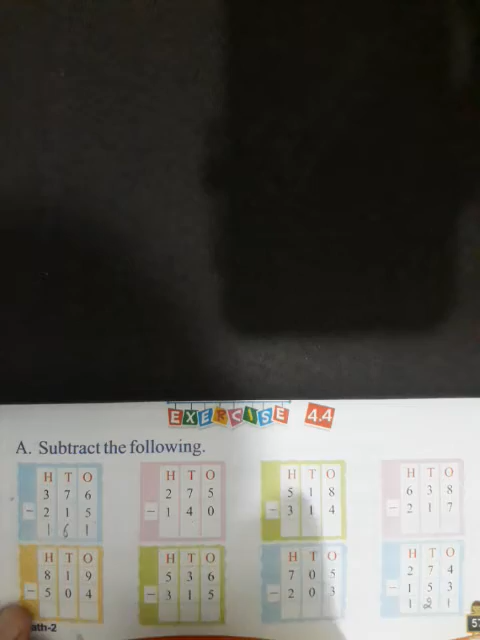 EXERCISE 4.4
A. Subtract the following.
H T O H T O H T O H T O
3 7 6 2 7 5 5 1 8 6 3 8
- 2 1 5 - 1 4 0 - 3 1 4 - 2 1 7
1 6 1
H T O H T O H T O H T O
8 1 9 5 3 6 7 0 5 2 7 4
- 5 0 4 - 3 1 5 - 2 0 3 - 1 5 3
1 2 1
ath-2